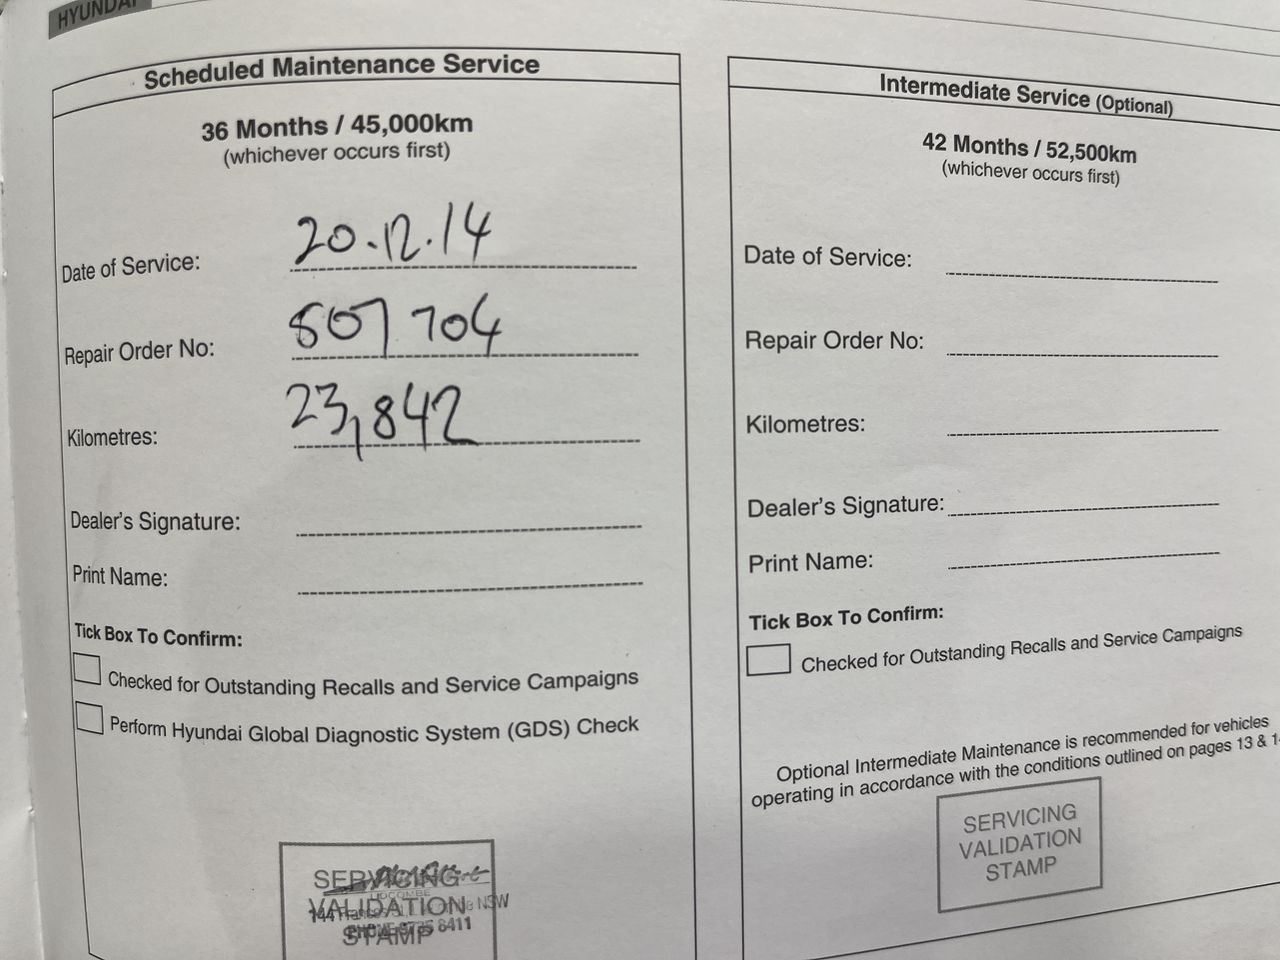 HYUNDAI
Scheduled Maintenance Service
36 Months / 45,000km
(whichever occurs first)
Date of Service: 20.12.14
Repair Order No: 507704
Kilometres: 23,842
Dealer's Signature:
Print Name:
Tick Box To Confirm:
Checked for Outstanding Recalls and Service Campaigns
Perform Hyundai Global Diagnostic System (GDS) Check
SERVICING
LIDCOMBE
VALIDATION
144 NSW
STAMP
PHONE 8411
Intermediate Service (Optional)
42 Months / 52,500km
(whichever occurs first)
Date of Service:
Repair Order No:
Kilometres:
Dealer's Signature:
Print Name:
Tick Box To Confirm:
Checked for Outstanding Recalls and Service Campaigns
Optional Intermediate Maintenance is recommended for vehicles
operating in accordance with the conditions outlined on pages 13 &
SERVICING
VALIDATION
STAMP